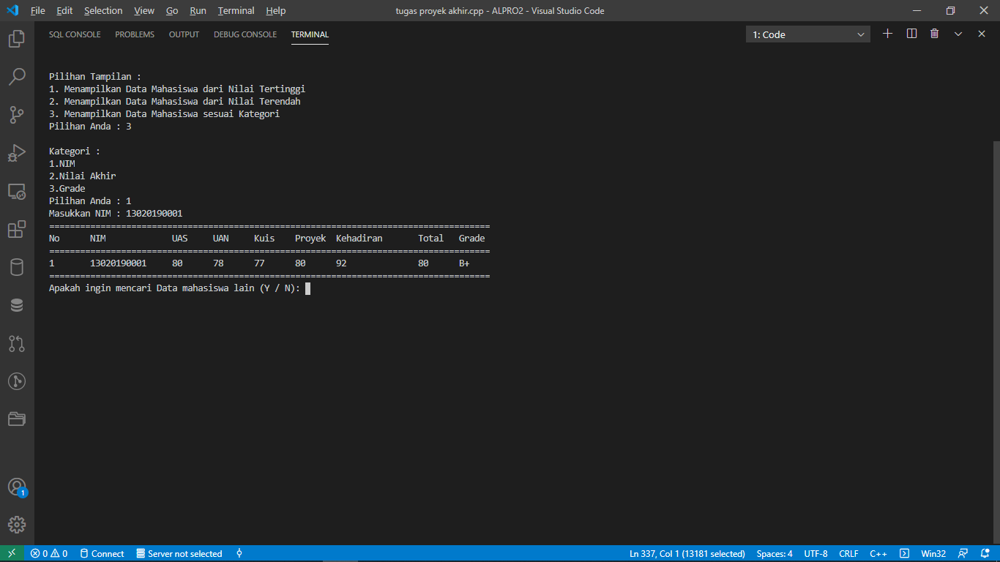 File Edit Selection View Go Run Terminal Help tugas proyek akhir.cpp - ALPRO2 - Visual Studio Code
SQL CONSOLE PROBLEMS OUTPUT DEBUG CONSOLE TERMINAL 1: Code
Pilihan Tampilan :
1. Menampilkan Data Mahasiswa dari Nilai Tertinggi
2. Menampilkan Data Mahasiswa dari Nilai Terendah
3. Menampilkan Data Mahasiswa sesuai Kategori
Pilihan Anda : 3
Kategori :
1.NIM
2.Nilai Akhir
3.Grade
Pilihan Anda : 1
Masukkan NIM : 13020190001
======================================================================================
No NIM UAS UAN Kuis Proyek Kehadiran Total Grade
======================================================================================
1 13020190001 80 78 77 80 92 80 B+
======================================================================================
Apakah ingin mencari Data mahasiswa lain (Y / N):
1
0 0 Connect Server not selected Ln 337, Col 1 (13181 selected) Spaces: 4 UTF-8 CRLF C++ Win32